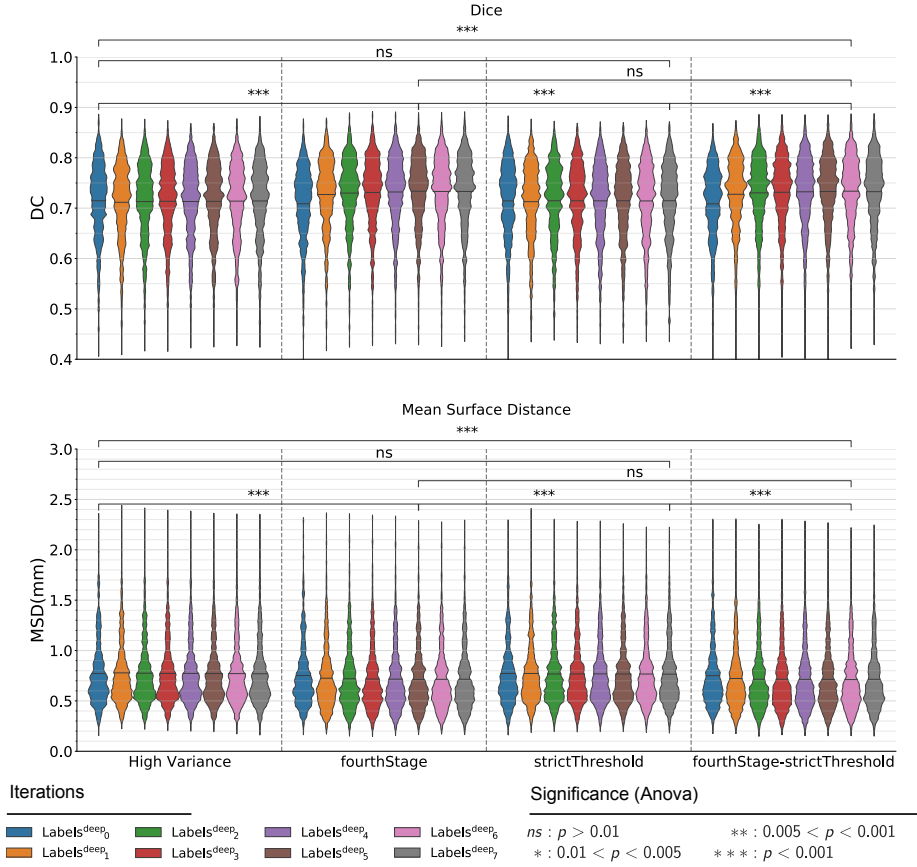 Dice
***
ns
ns
*** *** ***
1.0
0.9
0.8
0.7
0.6
0.5
0.4
DC
Mean Surface Distance
***
ns
ns
*** *** ***
3.0
2.5
2.0
1.5
1.0
0.5
0.0
MSD(mm)
High Variance fourthStage strictThreshold fourthStage-strictThreshold
Iterations
Labels^deep_0 Labels^deep_2 Labels^deep_4 Labels^deep_6
Labels^deep_1 Labels^deep_3 Labels^deep_5 Labels^deep_7
Significance (Anova)
ns : p > 0.01 ** : 0.005 < p < 0.001
* : 0.01 < p < 0.005 *** : p < 0.001